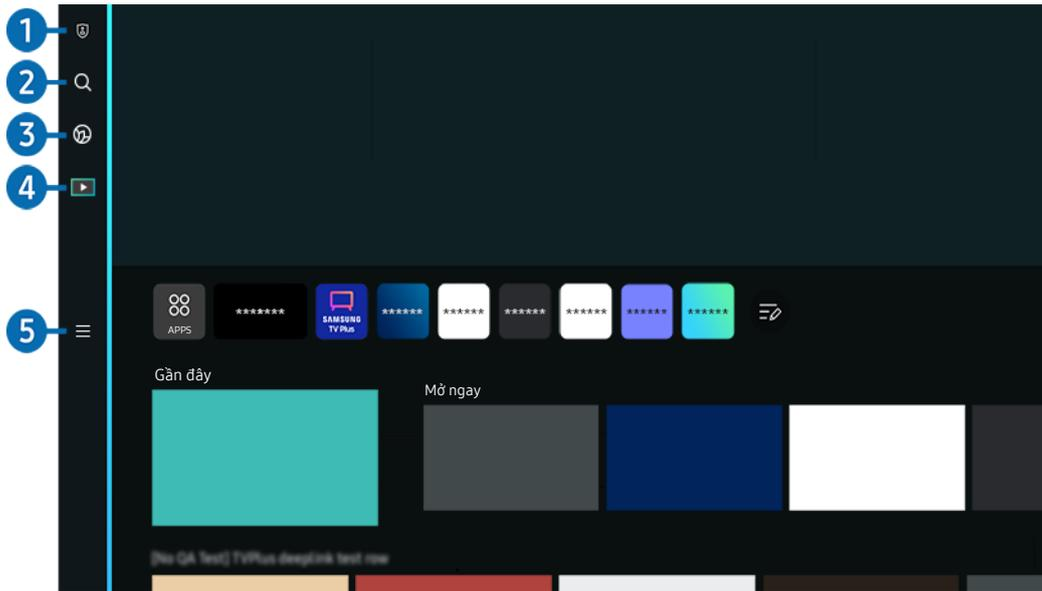 1
2
3
4
5
APPS
*******
SAMSUNG
TV Plus
******
******
******
******
******
******
Gần đây
Mở ngay
[No QA Test] TVPlus deeplink test row